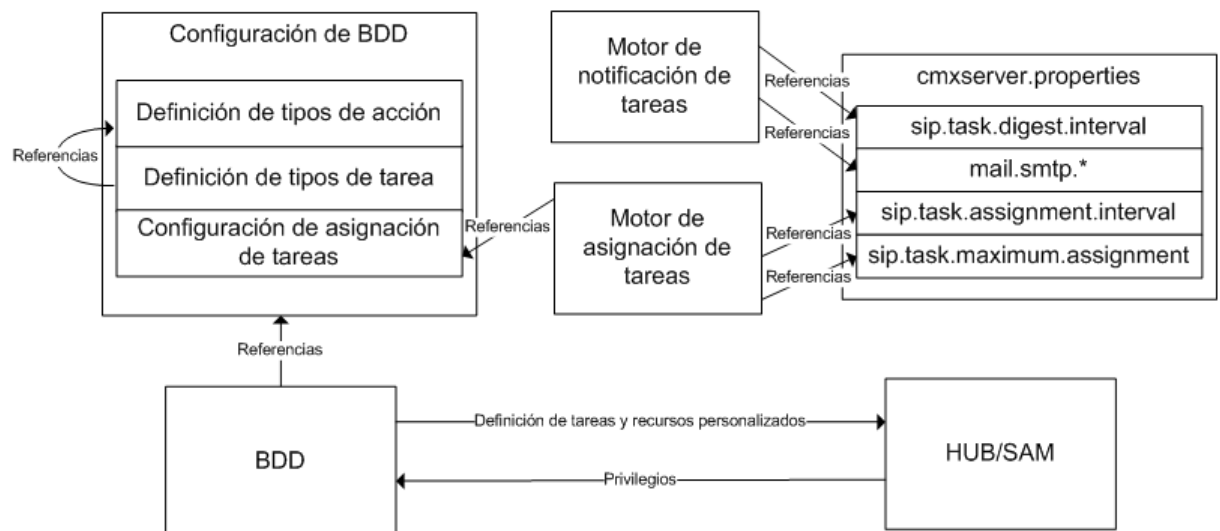 Configuración de BDD
Definición de tipos de acción
Referencias
Definición de tipos de tarea
Configuración de asignación
de tareas
Motor de
notificación de
tareas
Referencias
Referencias
cmxserver.properties
sip.task.digest.interval
mail.smtp.*
sip.task.assignment.interval
sip.task.maximum.assignment
Referencias
Motor de
asignación de
tareas
Referencias
Referencias
Referencias
BDD
Definición de tareas y recursos personalizados
Privilegios
HUB/SAM